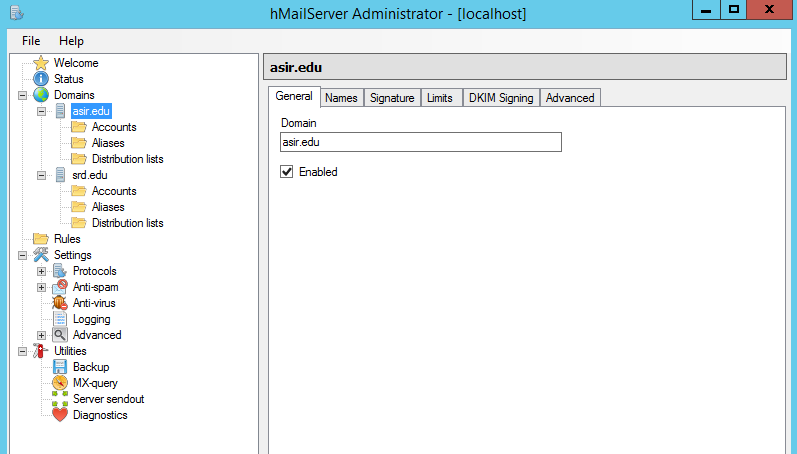 hMailServer Administrator - [localhost]
File Help
Welcome
Status
Domains
asir.edu
Accounts
Aliases
Distribution lists
srd.edu
Accounts
Aliases
Distribution lists
Rules
Settings
Protocols
Anti-spam
Anti-virus
Logging
Advanced
Utilities
Backup
MX-query
Server sendout
Diagnostics
asir.edu
General Names Signature Limits DKIM Signing Advanced
Domain
asir.edu
Enabled